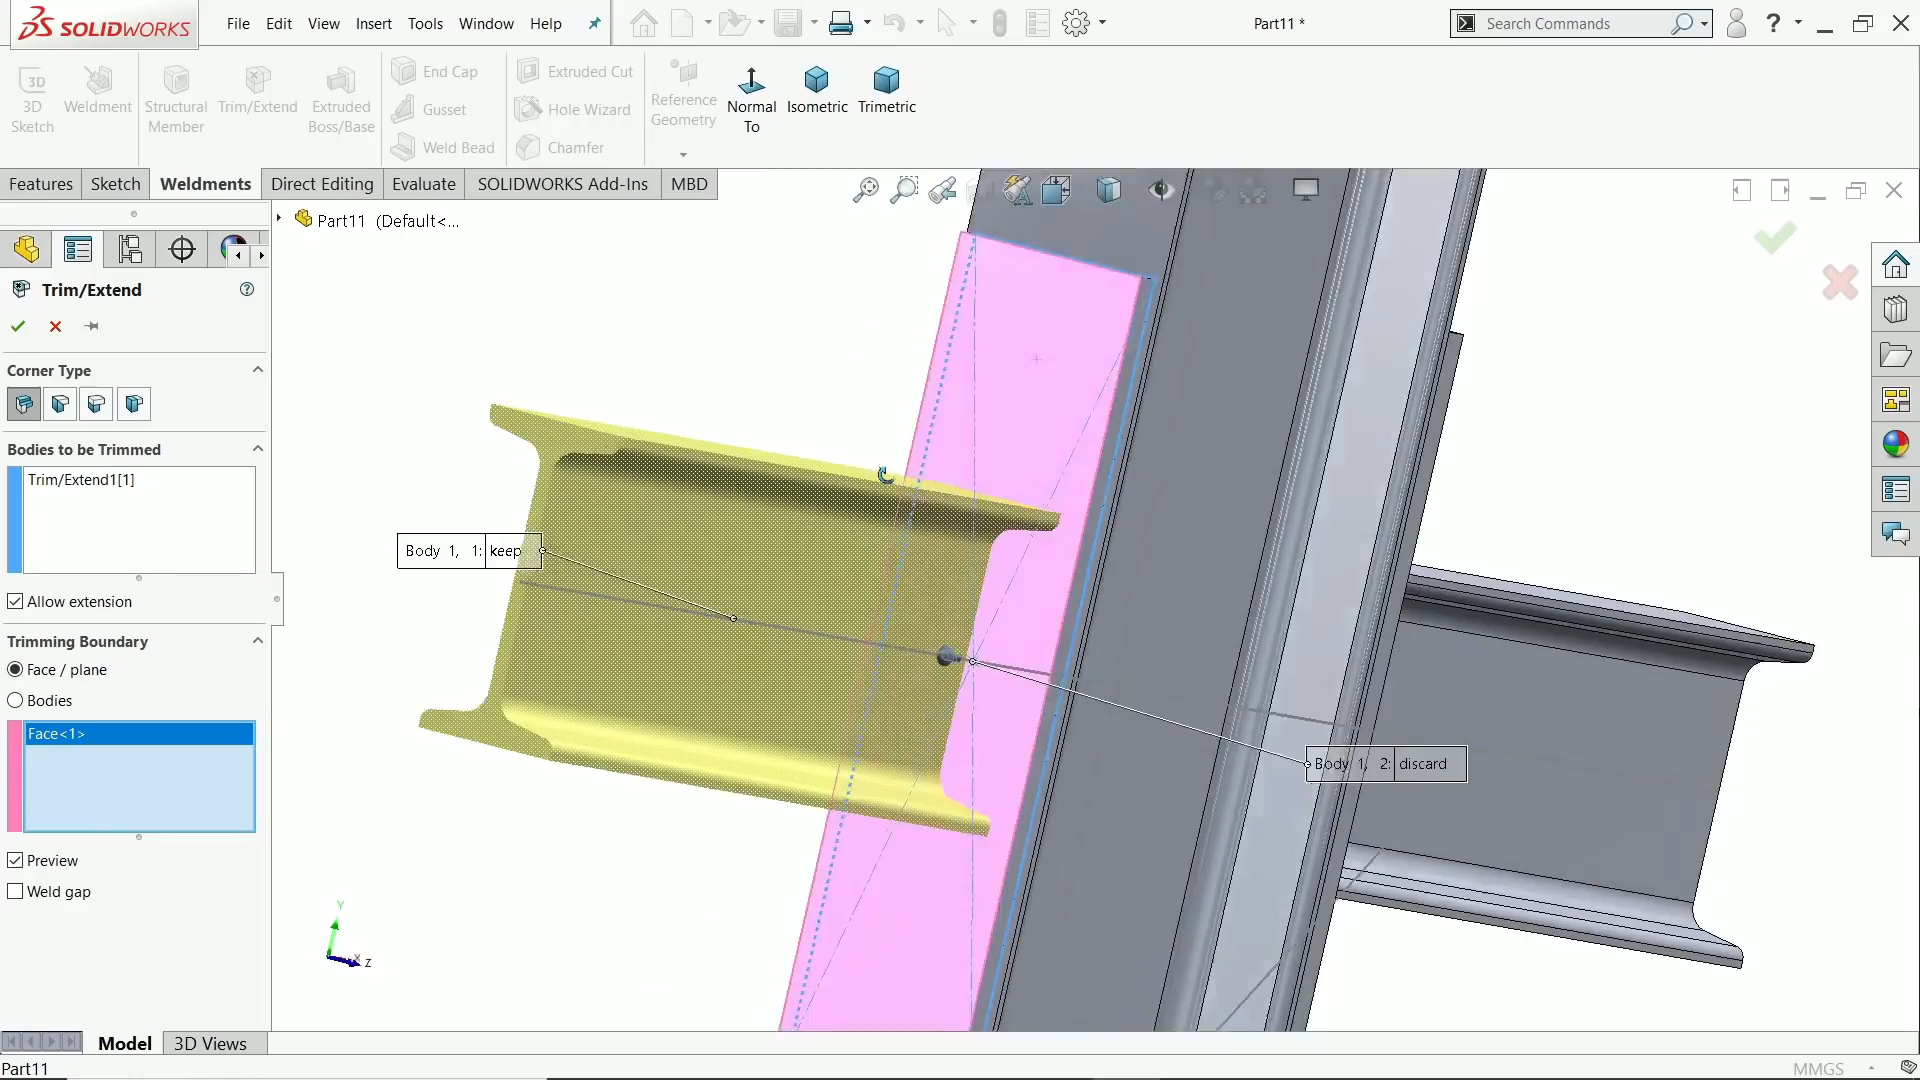 SOLIDWORKS
File Edit View Insert Tools Window Help
Part11 *
Search Commands
?
3D
3D
Sketch
Weldment
Structural
Member
Trim/Extend
Extruded
Boss/Base
End Cap
Gusset
Weld Bead
Extruded Cut
Hole Wizard
Chamfer
Reference
Geometry
Normal
To
Isometric
Trimetric
Features Sketch Weldments Direct Editing Evaluate SOLIDWORKS Add-Ins MBD
Part11 (Default<...
Trim/Extend
?
Corner Type
Bodies to be Trimmed
Trim/Extend1[1]
Allow extension
Trimming Boundary
Face / plane
Bodies
Face<1>
Preview
Weld gap
Body 1, 1: keep
Body 1, 2: discard
Y
X
Z
Model 3D Views
Part11
MMGS